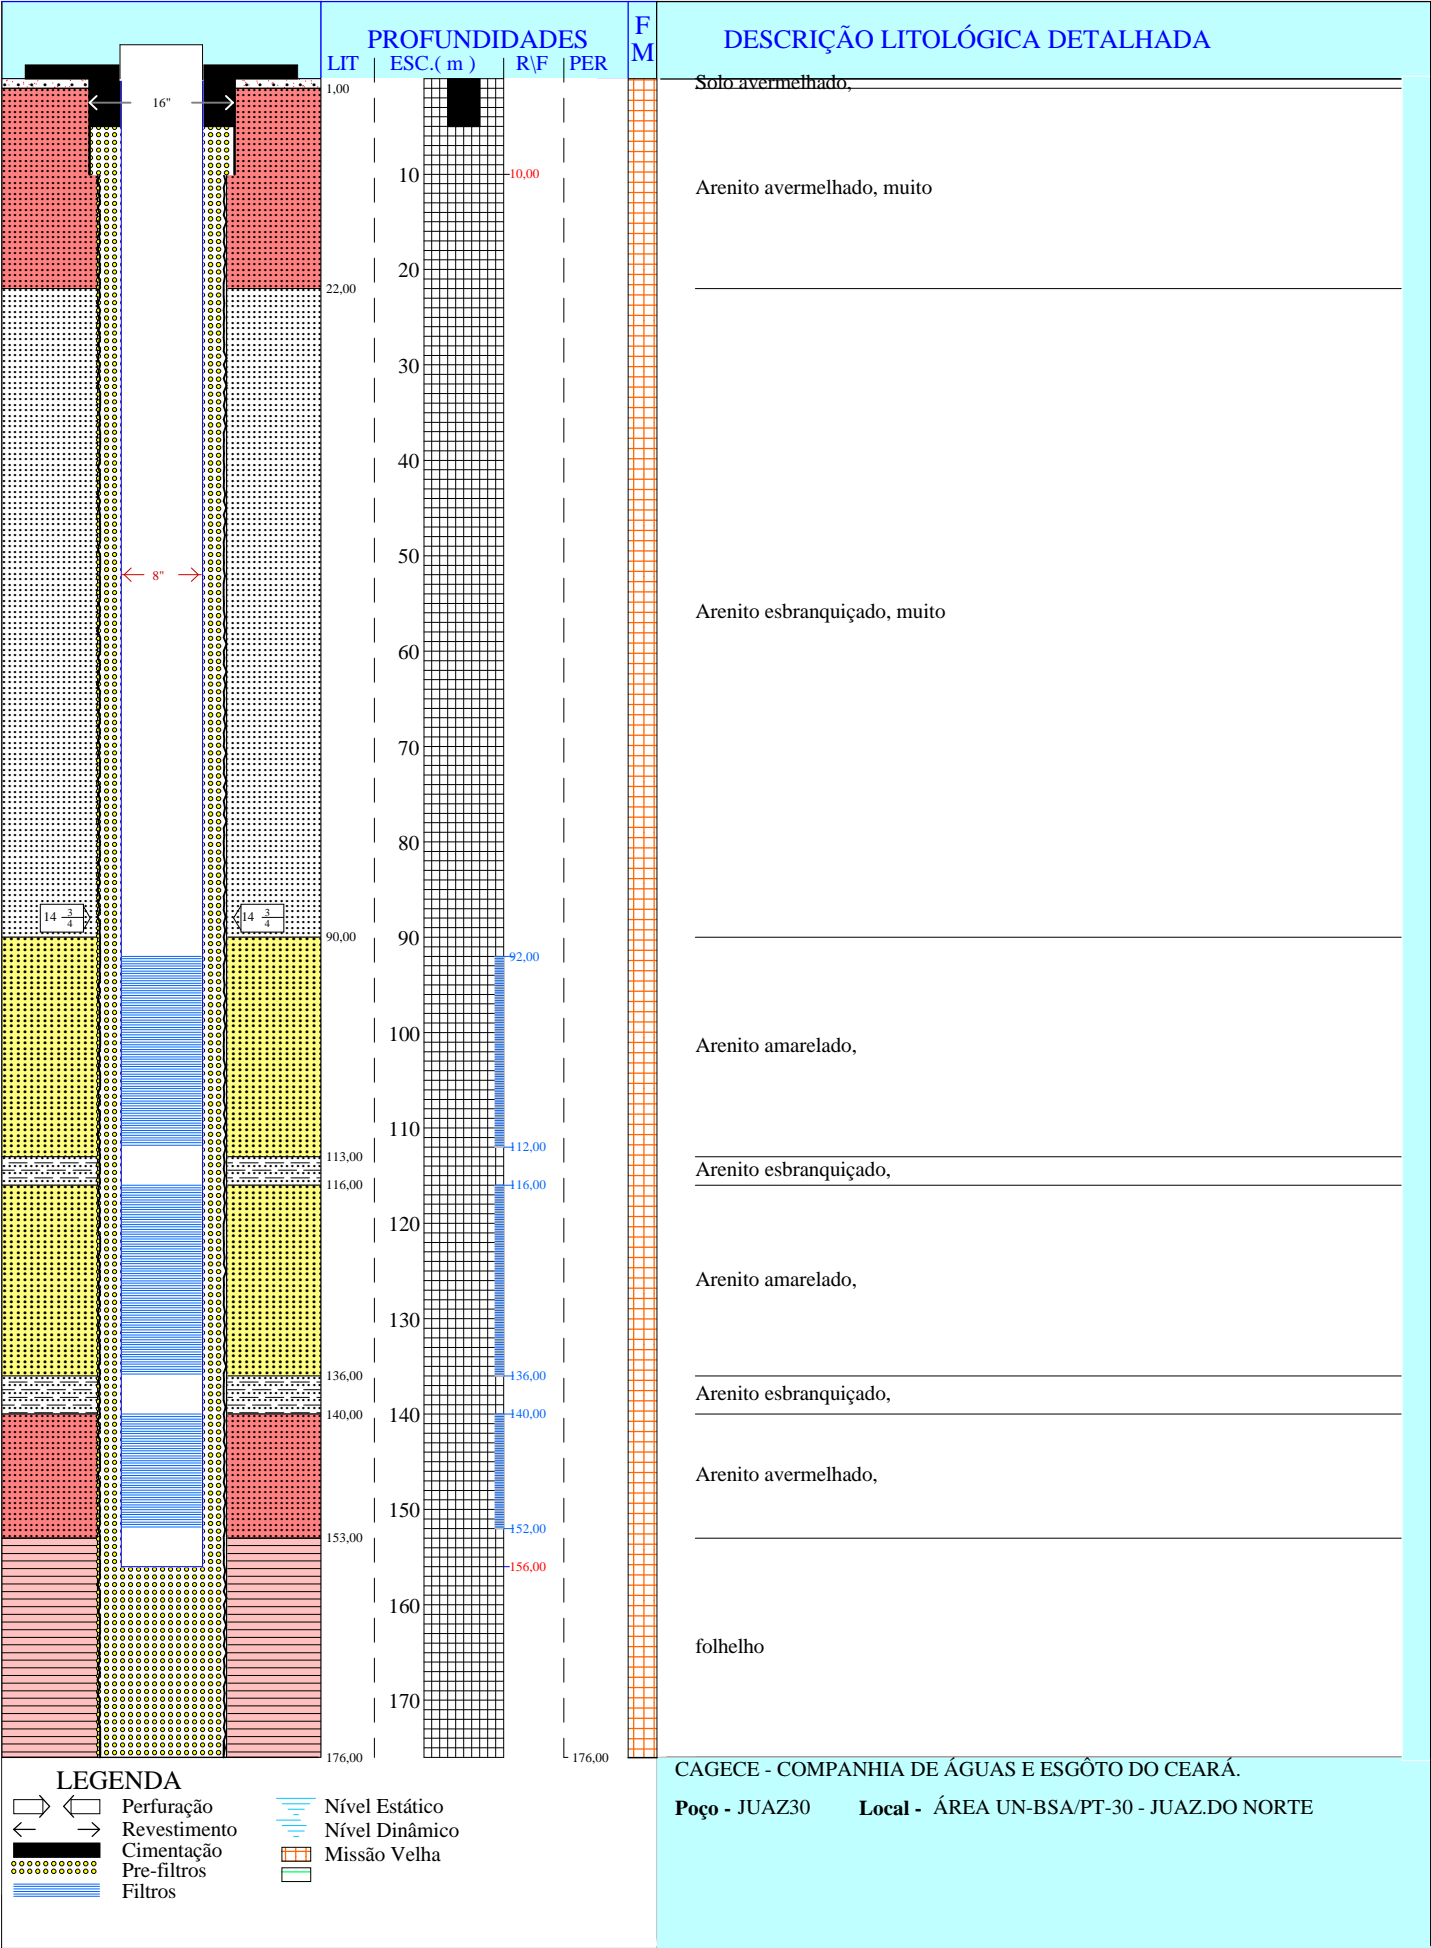 PROFUNDIDADES
F
M
DESCRIÇÃO LITOLÓGICA DETALHADA
LIT
ESC.( m )
R\F
PER
Solo avermelhado,
1,00
16"
10
10,00
Arenito avermelhado, muito
20
22,00
30
40
50
8"
Arenito esbranquiçado, muito
60
70
80
14 3/4
14 3/4
90,00
90
92,00
100
Arenito amarelado,
110
112,00
113,00
Arenito esbranquiçado,
116,00
116,00
120
Arenito amarelado,
130
136,00
136,00
Arenito esbranquiçado,
140,00
140
140,00
Arenito avermelhado,
150
152,00
153,00
156,00
160
folhelho
170
176,00
176,00
LEGENDA
Perfuração
Revestimento
Cimentação
Pre-filtros
Filtros
Nível Estático
Nível Dinâmico
Missão Velha
CAGECE - COMPANHIA DE ÁGUAS E ESGÔTO DO CEARÁ.
Poço - JUAZ30 Local - ÁREA UN-BSA/PT-30 - JUAZ.DO NORTE